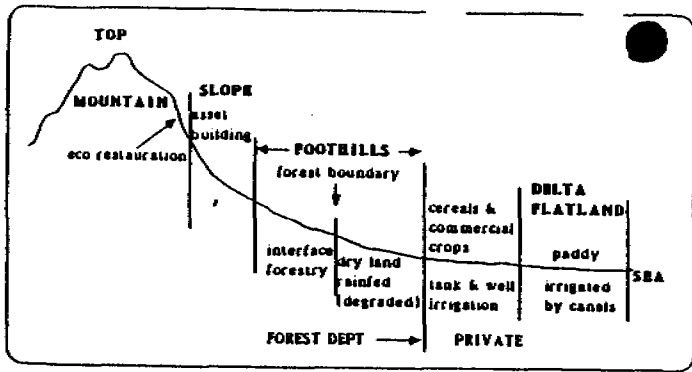 TOP
MOUNTAIN
SLOPE
asset
building
eco restauration
FOOTHILLS
forest boundary
interface
forestry
dry land
rainfed
(degraded)
cereals &
commercial
crops
tank & well
irrigation
DELTA
FLATLAND
paddy
irrigated
by canals
SEA
FOREST DEPT
PRIVATE